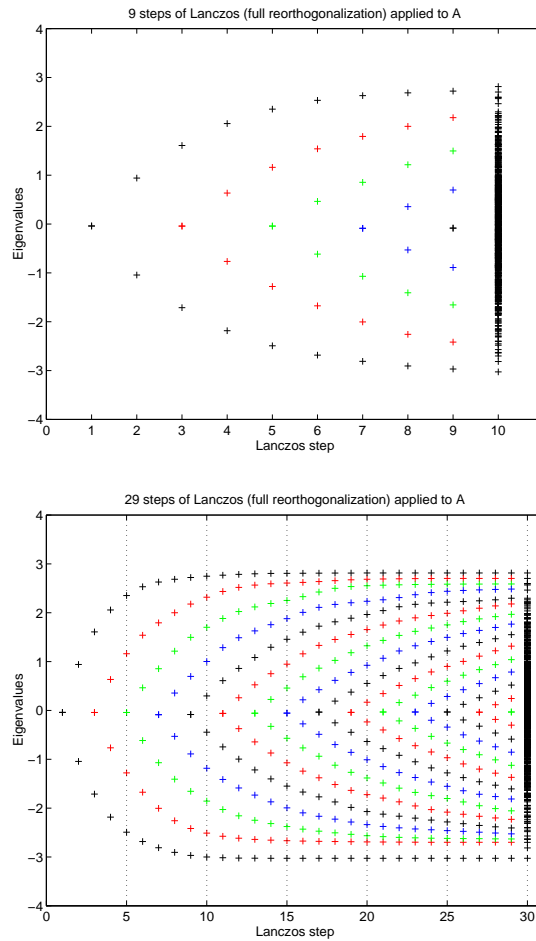 9 steps of Lanczos (full reorthogonalization) applied to A
4
3
2
1
0
−1
−2
−3
−4
Eigenvalues
0 1 2 3 4 5 6 7 8 9 10
Lanczos step
29 steps of Lanczos (full reorthogonalization) applied to A
4
3
2
1
0
−1
−2
−3
−4
Eigenvalues
0 5 10 15 20 25 30
Lanczos step